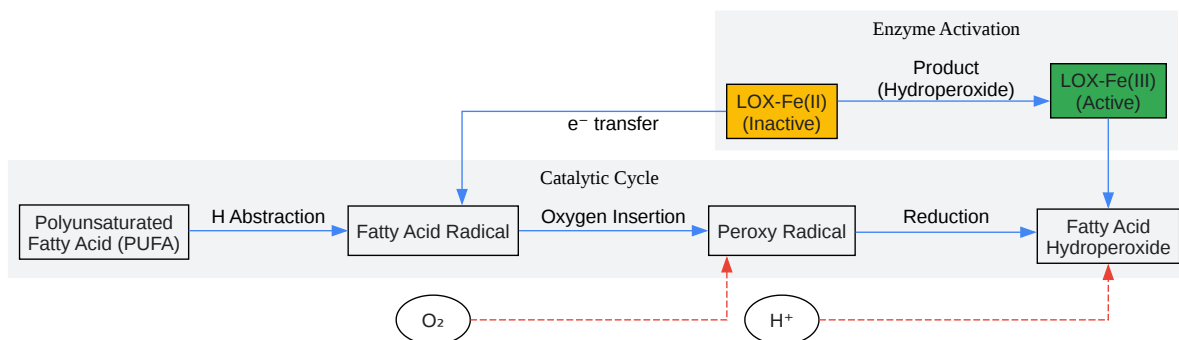 Enzyme Activation
Product
(Hydroperoxide)
LOX-Fe(II)
(Inactive)
LOX-Fe(III)
(Active)
e⁻ transfer
Catalytic Cycle
Polyunsaturated
Fatty Acid (PUFA)
H Abstraction
Fatty Acid Radical
Oxygen Insertion
Peroxy Radical
Reduction
Fatty Acid
Hydroperoxide
O₂
H⁺